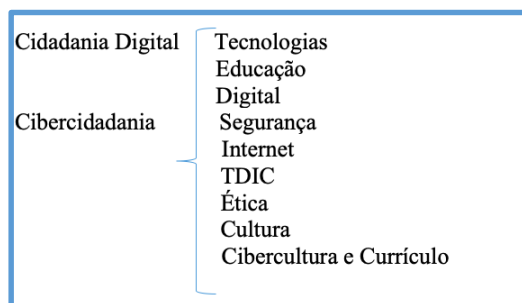 Cidadania Digital Tecnologias
Educação
Digital
Cibercidadania Segurança
Internet
TDIC
Ética
Cultura
Cibercultura e Currículo